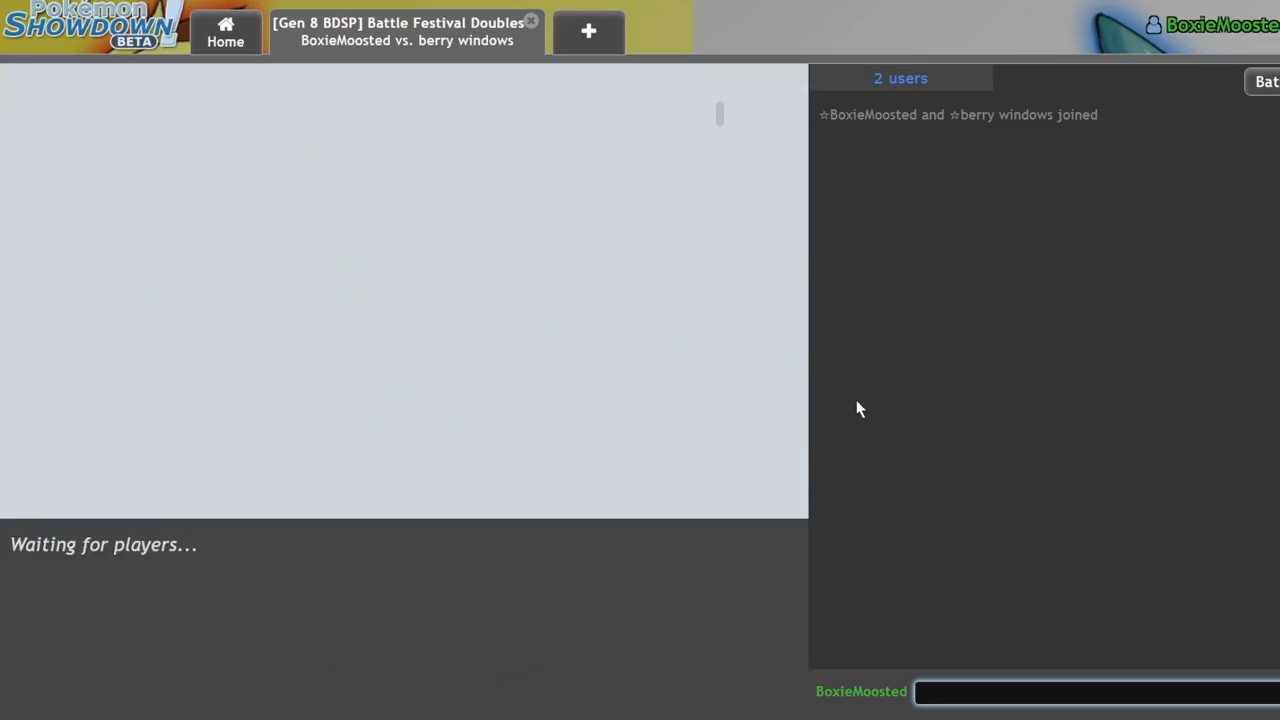 Pokémon
SHOWDOWN!
BETA
Home
[Gen 8 BDSP] Battle Festival Doubles
BoxieMoosted vs. berry windows
BoxieMooste
2 users
Bat
☆BoxieMoosted and ☆berry windows joined
Waiting for players...
BoxieMoosted